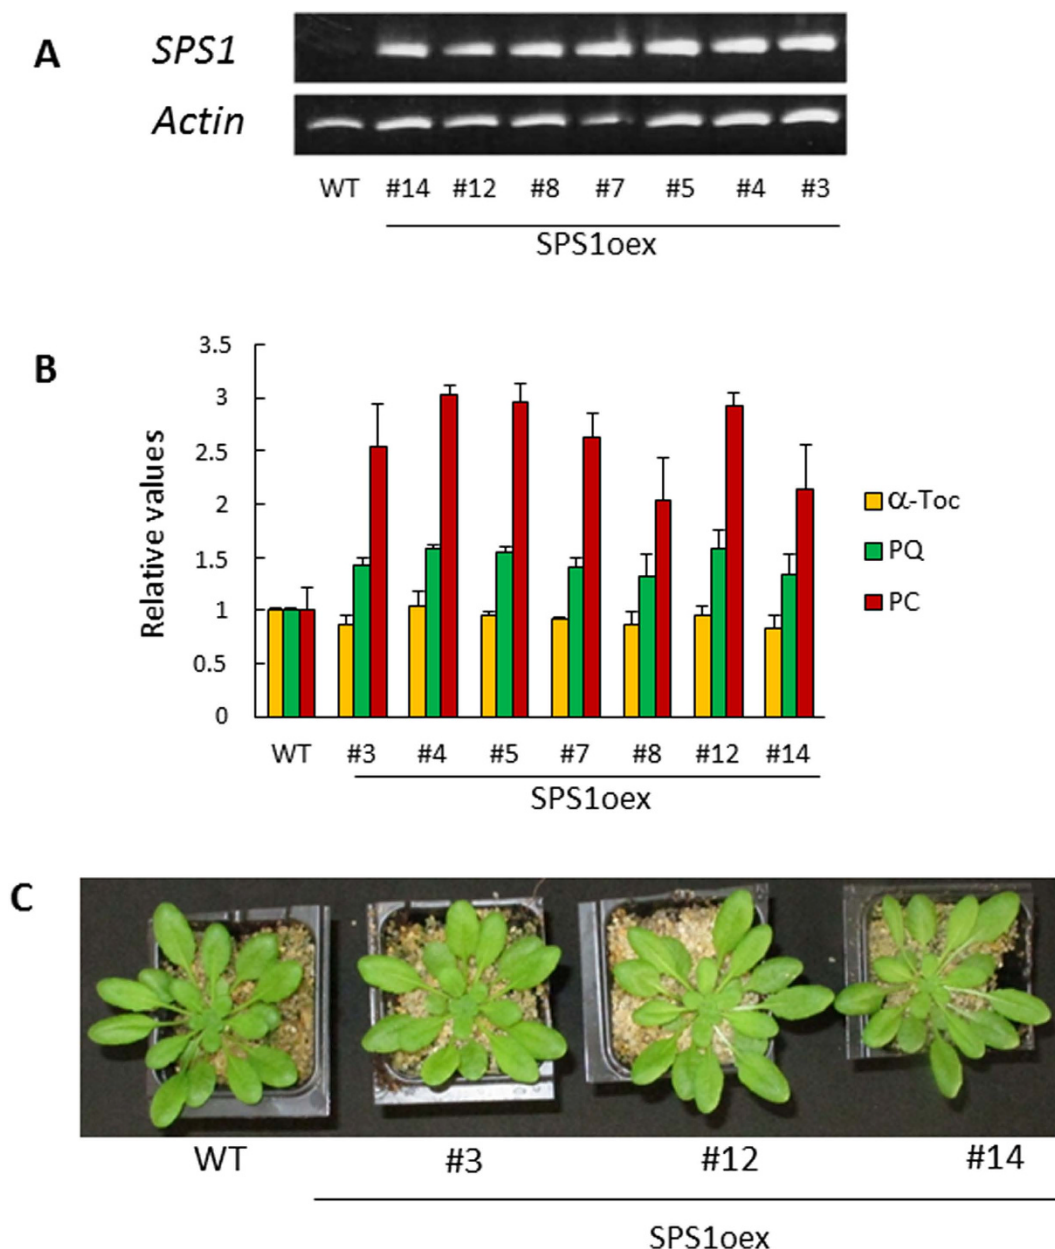 A
SPS1
Actin
WT #14 #12 #8 #7 #5 #4 #3
SPS1oex
B
Relative values
3.5
3
2.5
2
1.5
1
0.5
0
α-Toc
PQ
PC
WT #3 #4 #5 #7 #8 #12 #14
SPS1oex
C
WT #3 #12 #14
SPS1oex